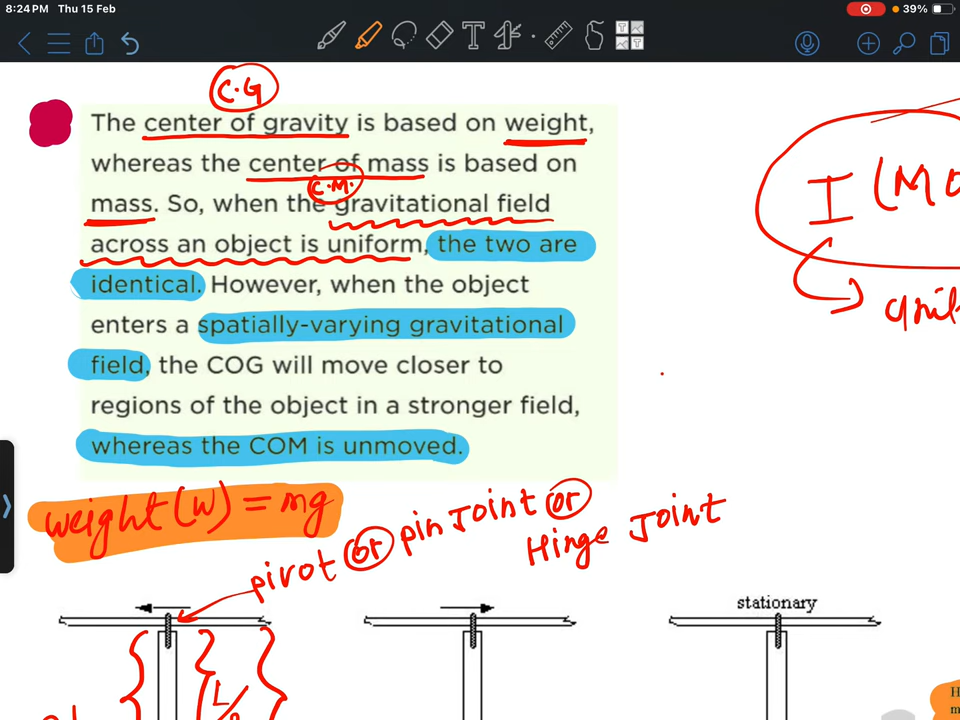 8:24 PM Thu 15 Feb
39%
C.G
The center of gravity is based on weight,
whereas the center of mass is based on
C.M.
mass. So, when the gravitational field
across an object is uniform, the two are
identical. However, when the object
enters a spatially-varying gravitational
field, the COG will move closer to
regions of the object in a stronger field,
whereas the COM is unmoved.
I (Mo
unit
weight (W) = mg
pivot or pin Joint or
Hinge Joint
stationary
L/
H
m